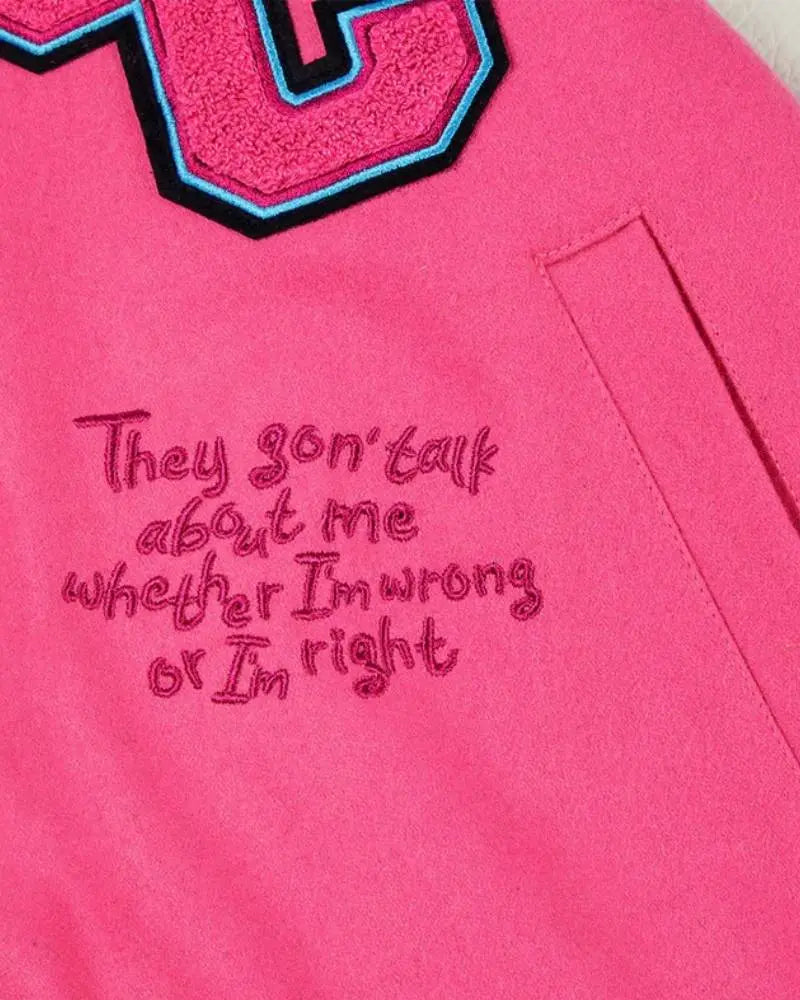 They gon' talk
about me
whether I'm wrong
or I'm right